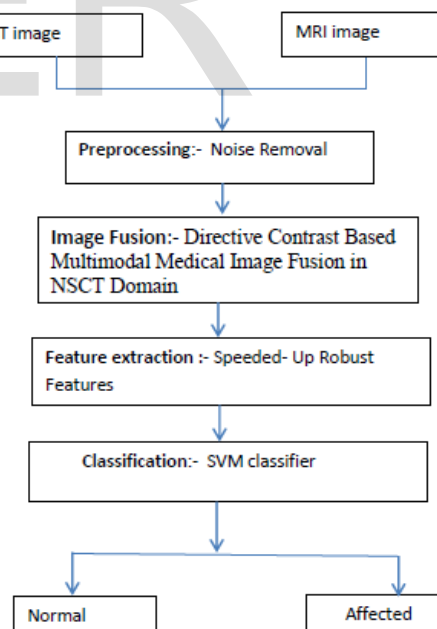 T image
MRI image
Preprocessing:- Noise Removal
Image Fusion:- Directive Contrast Based
Multimodal Medical Image Fusion in
NSCT Domain
Feature extraction :- Speeded- Up Robust
Features
Classification:- SVM classifier
Normal
Affected